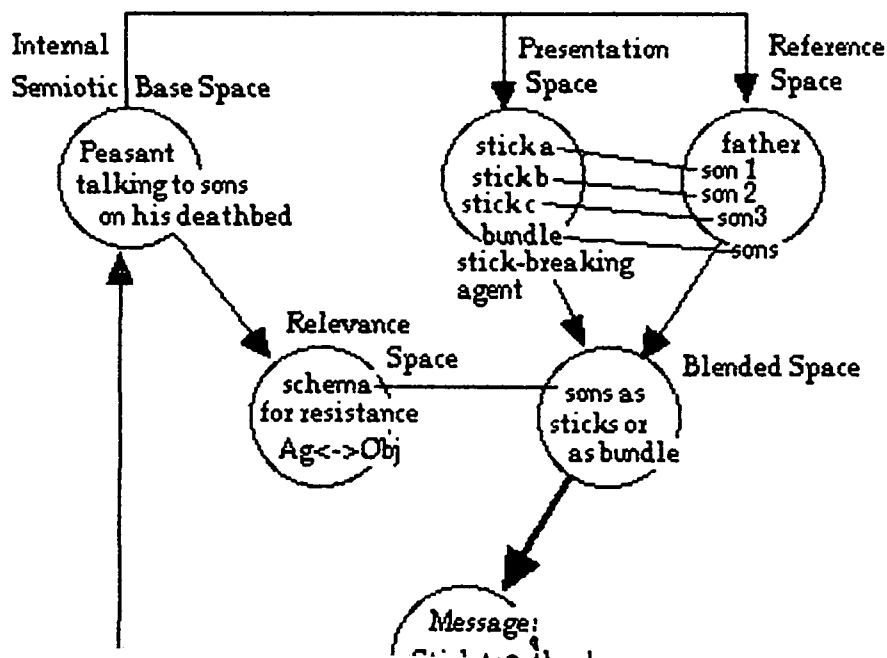 Internal
Semiotic Base Space
Presentation
Space
Reference
Space
Peasant
talking to sons
on his deathbed
stick a
stick b
stick c
bundle
stick-breaking
agent
father
son 1
son 2
son3
sons
Relevance
Space
schema
for resistance
Ag<->Obj
Blended Space
sons as
sticks or
as bundle
Message: